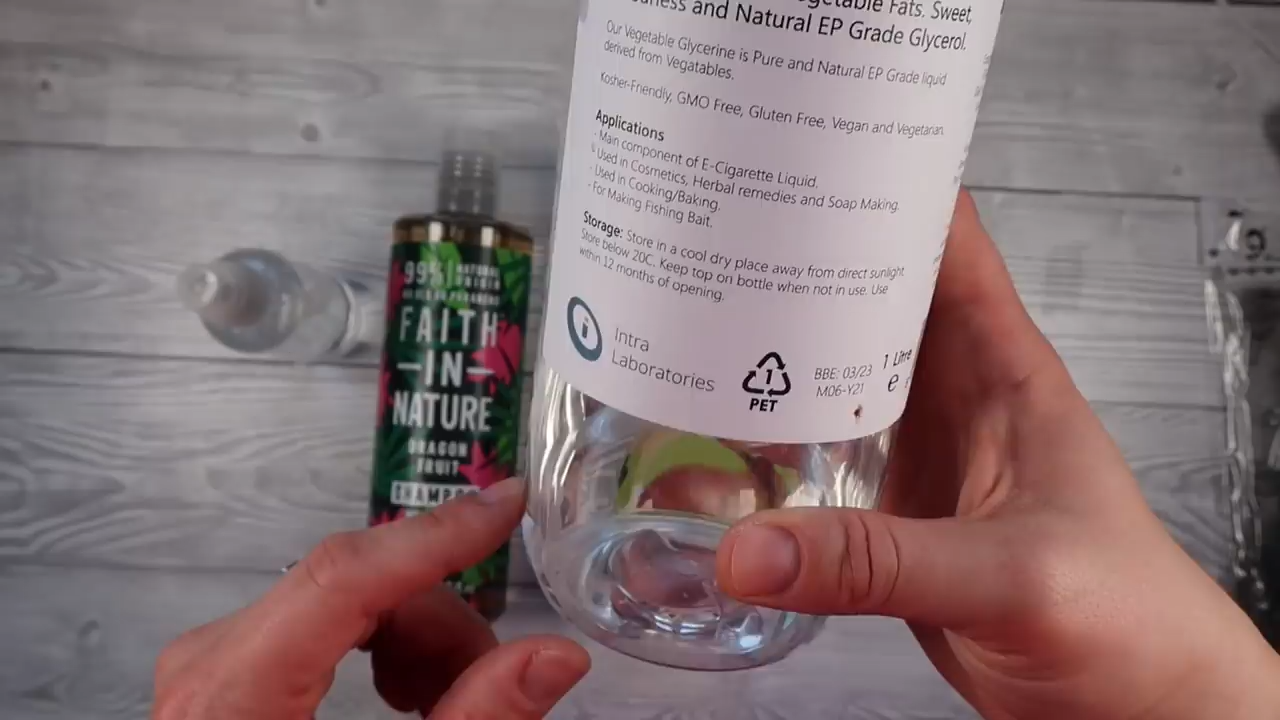 Fats. Sweet,
and Natural EP Grade Glycerol.
Our Vegetable Glycerine is Pure and Natural EP Grade liquid
derived from Vegatables.
Kosher-Friendly, GMO Free, Gluten Free, Vegan and Vegetarian.
Applications
- Main component of E-Cigarette Liquid.
- Used in Cosmetics, Herbal remedies and Soap Making.
- Used in Cooking/Baking.
- For Making Fishing Bait.
Storage: Store in a cool dry place away from direct sunlight.
Store below 20C. Keep top on bottle when not in use. Use
within 12 months of opening.
Intra
Laboratories
1
PET
BBE: 03/23
M06-Y21
1 Litre
e
99%
NATURAL
ORIGIN
FAITH
-IN-
NATURE
DRAGON
FRUIT